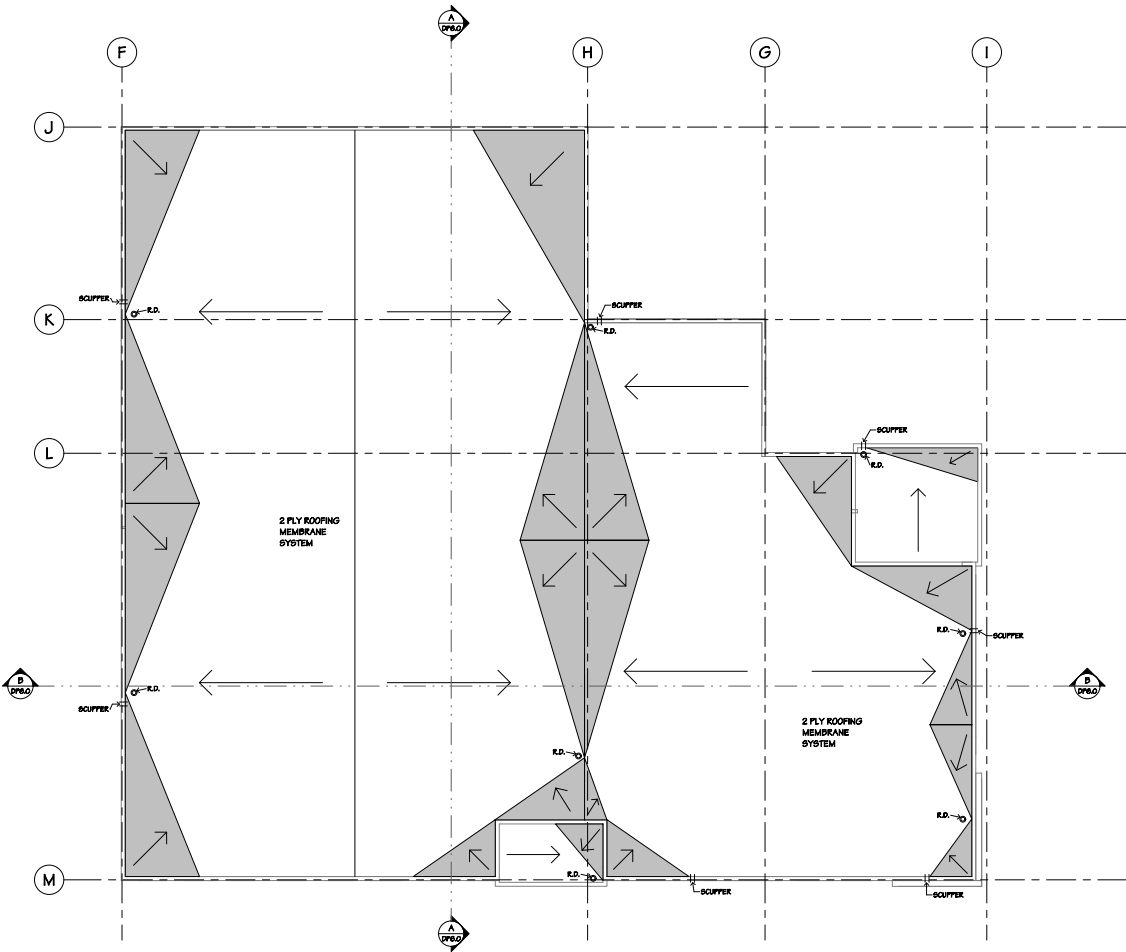 A
DP6.0
F
H
G
I
J
SCUPPER
R.D.
K
SCUPPER
R.D.
L
SCUPPER
R.D.
2 PLY ROOFING
MEMBRANE
SYSTEM
R.D.
SCUPPER
B
DP6.0
R.D.
SCUPPER
B
DP6.0
2 PLY ROOFING
MEMBRANE
SYSTEM
R.D.
R.D.
M
R.D.
SCUPPER
SCUPPER
A
DP6.0